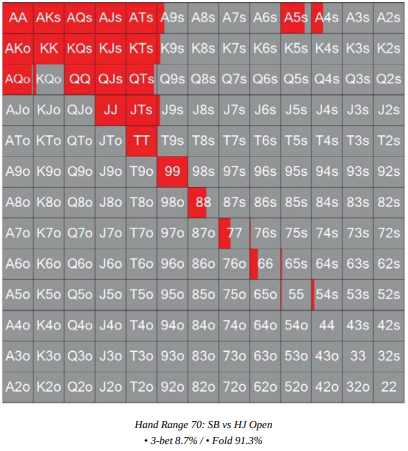 AA AKs AQs AJs ATs A9s A8s A7s A6s A5s A4s A3s A2s
AKo KK KQs KJs KTs K9s K8s K7s K6s K5s K4s K3s K2s
AQo KQo QQ QJs QTs Q9s Q8s Q7s Q6s Q5s Q4s Q3s Q2s
AJo KJo QJo JJ JTs J9s J8s J7s J6s J5s J4s J3s J2s
ATo KTo QTo JTo TT T9s T8s T7s T6s T5s T4s T3s T2s
A9o K9o Q9o J9o T9o 99 98s 97s 96s 95s 94s 93s 92s
A8o K8o Q8o J8o T8o 98o 88 87s 86s 85s 84s 83s 82s
A7o K7o Q7o J7o T7o 97o 87o 77 76s 75s 74s 73s 72s
A6o K6o Q6o J6o T6o 96o 86o 76o 66 65s 64s 63s 62s
A5o K5o Q5o J5o T5o 95o 85o 75o 65o 55 54s 53s 52s
A4o K4o Q4o J4o T4o 94o 84o 74o 64o 54o 44 43s 42s
A3o K3o Q3o J3o T3o 93o 83o 73o 63o 53o 43o 33 32s
A2o K2o Q2o J2o T2o 92o 82o 72o 62o 52o 42o 32o 22
Hand Range 70: SB vs HJ Open
• 3-bet 8.7% / • Fold 91.3%